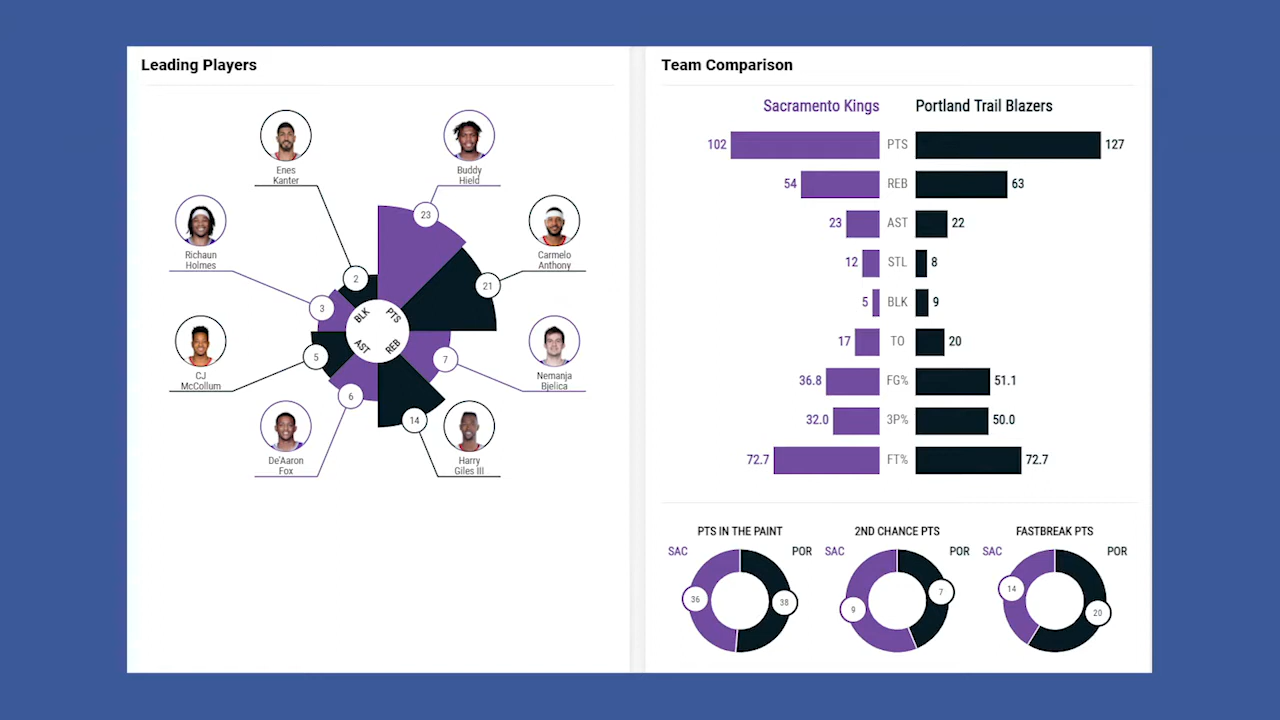 Leading Players
Enes
Kanter
Buddy
Hield
Richaun
Holmes
Carmelo
Anthony
CJ
McCollum
Nemanja
Bjelica
De'Aaron
Fox
Harry
Giles III
23
21
7
14
6
5
3
2
BLK
PTS
AST
REB
Team Comparison
Sacramento Kings Portland Trail Blazers
102 PTS 127
54 REB 63
23 AST 22
12 STL 8
5 BLK 9
17 TO 20
36.8 FG% 51.1
32.0 3P% 50.0
72.7 FT% 72.7
PTS IN THE PAINT
SAC POR
36 38
2ND CHANCE PTS
SAC POR
9 7
FASTBREAK PTS
SAC POR
14 20